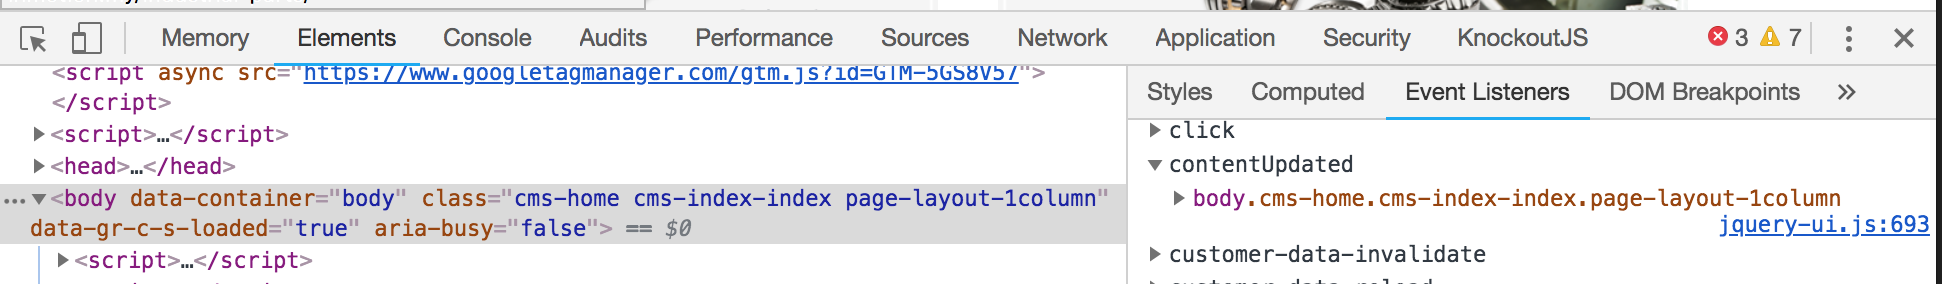 Memory Elements Console Audits Performance Sources Network Application Security KnockoutJS 3 7
<script async src="https://www.googletagmanager.com/gtm.js?id=GTM-5GS8V57">
</script>
<script>…</script>
<head>…</head>
<body data-container="body" class="cms-home cms-index-index page-layout-1column"
data-gr-c-s-loaded="true" aria-busy="false"> == $0
<script>…</script>
Styles Computed Event Listeners DOM Breakpoints »
click
contentUpdated
body.cms-home.cms-index-index.page-layout-1column
jquery-ui.js:693
customer-data-invalidate